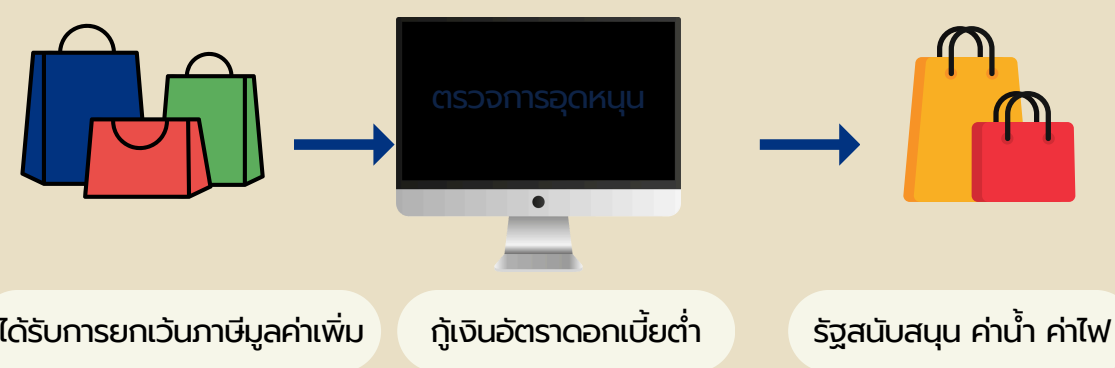 ตรวจการอุดหนุน
ได้รับการยกเว้นภาษีมูลค่าเพิ่ม
กู้เงินอัตราดอกเบี้ยต่ำ
รัฐสนับสนุน ค่าน้ำ ค่าไฟ